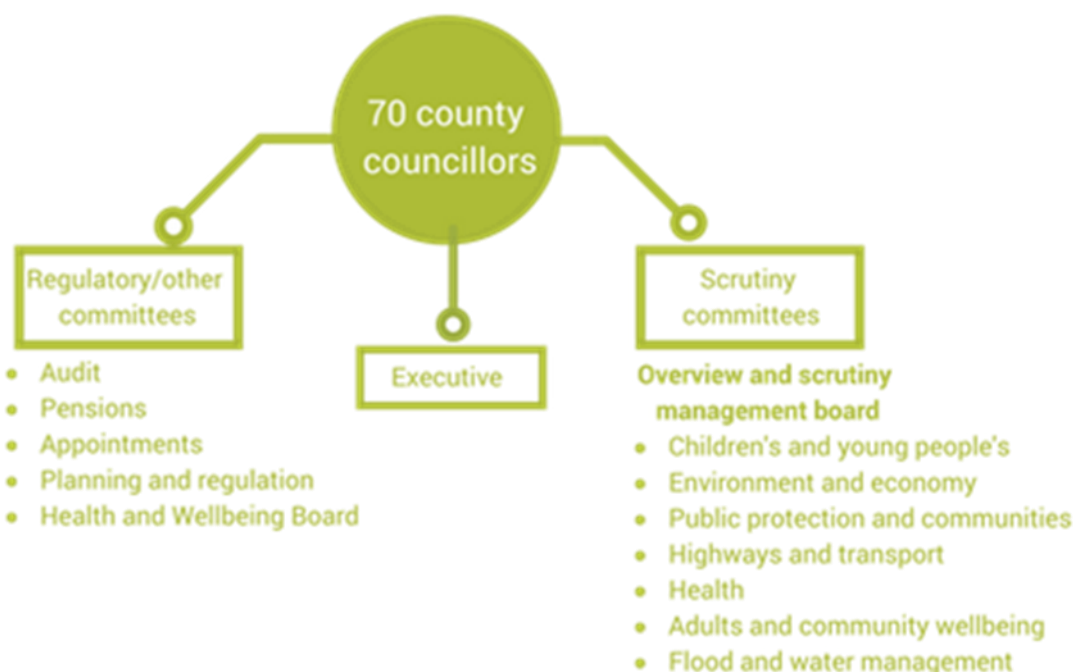 70 county
councillors
Regulatory/other
committees
• Audit
• Pensions
• Appointments
• Planning and regulation
• Health and Wellbeing Board
Executive
Scrutiny
committees
Overview and scrutiny
management board
• Children's and young people's
• Environment and economy
• Public protection and communities
• Highways and transport
• Health
• Adults and community wellbeing
• Flood and water management